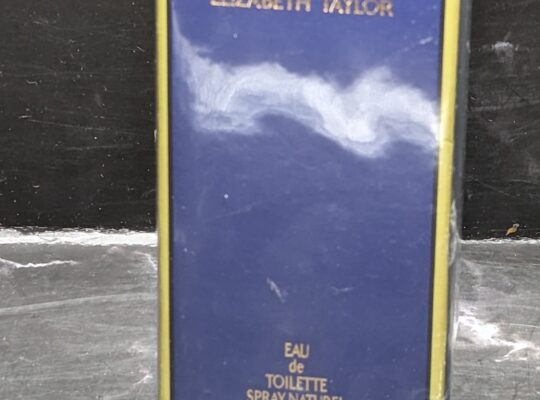 ELIZABETH TAYLOR
EAU
de
TOILETTE
SPRAY NATUREL